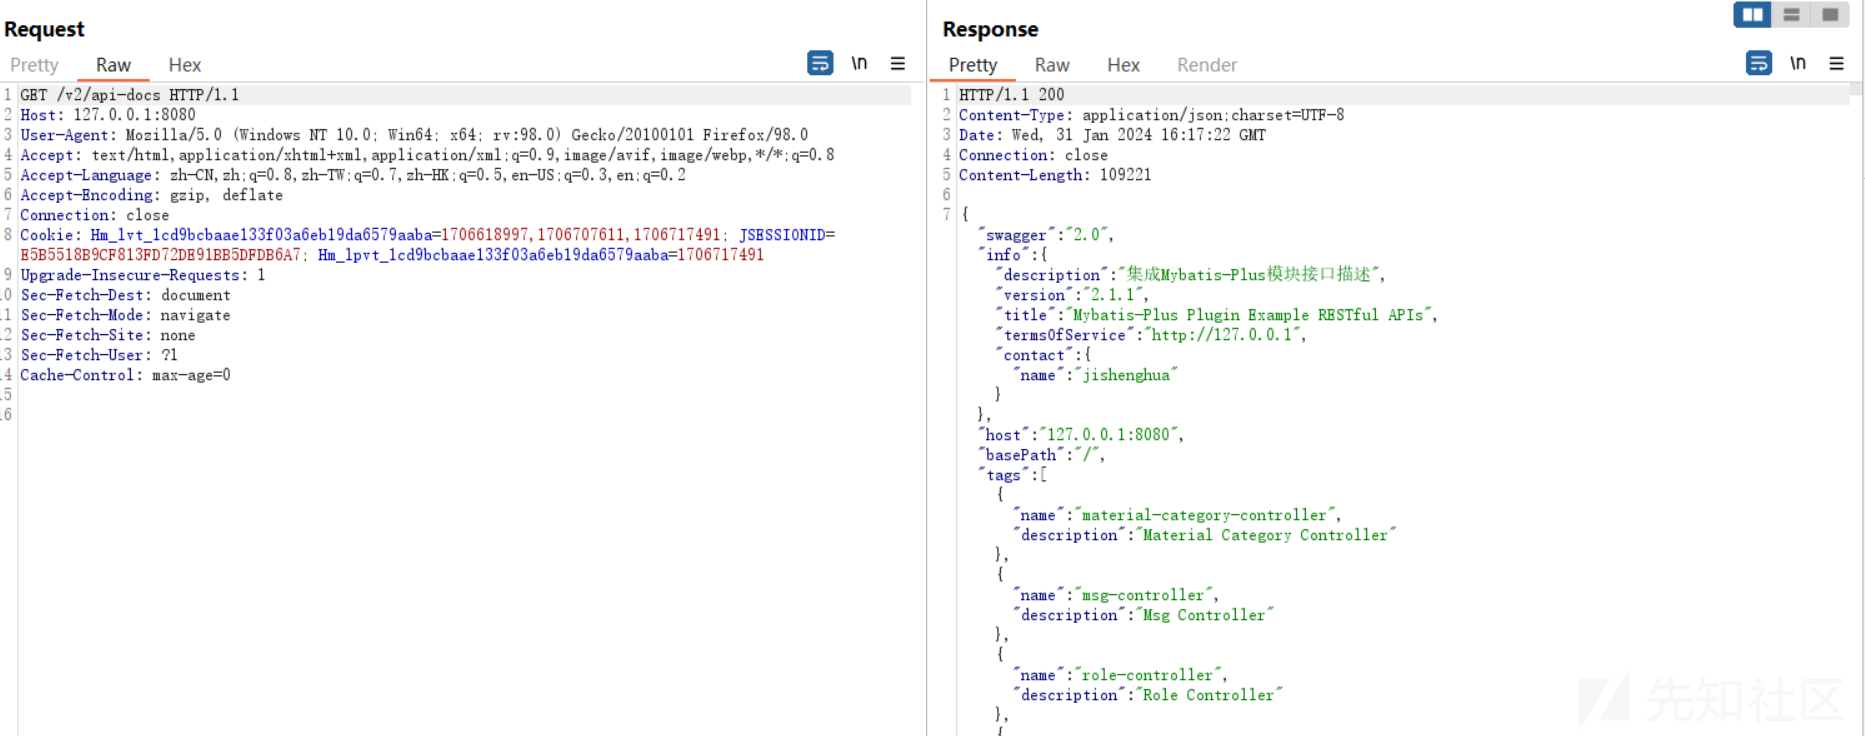 Request
Pretty Raw Hex \n
1 GET /v2/api-docs HTTP/1.1
2 Host: 127.0.0.1:8080
3 User-Agent: Mozilla/5.0 (Windows NT 10.0; Win64; x64; rv:98.0) Gecko/20100101 Firefox/98.0
4 Accept: text/html,application/xhtml+xml,application/xml;q=0.9,image/avif,image/webp,*/*;q=0.8
5 Accept-Language: zh-CN,zh;q=0.8,zh-TW;q=0.7,zh-HK;q=0.5,en-US;q=0.3,en;q=0.2
6 Accept-Encoding: gzip, deflate
7 Connection: close
8 Cookie: Hm_lvt_1cd9bcbaae133f03a6eb19da6579aaba=1706618997,1706707611,1706717491; JSESSIONID=
E5B5518B9CF813FD72DE91BB5DFDB6A7; Hm_lpvt_1cd9bcbaae133f03a6eb19da6579aaba=1706717491
9 Upgrade-Insecure-Requests: 1
10 Sec-Fetch-Dest: document
11 Sec-Fetch-Mode: navigate
12 Sec-Fetch-Site: none
13 Sec-Fetch-User: ?1
14 Cache-Control: max-age=0
15
16
Response
Pretty Raw Hex Render \n
1 HTTP/1.1 200
2 Content-Type: application/json;charset=UTF-8
3 Date: Wed, 31 Jan 2024 16:17:22 GMT
4 Connection: close
5 Content-Length: 109221
6
7 {
"swagger":"2.0",
"info":{
"description":"集成Mybatis-Plus模块接口描述",
"version":"2.1.1",
"title":"Mybatis-Plus Plugin Example RESTful APIs",
"termsOfService":"http://127.0.0.1",
"contact":{
"name":"jishenghua"
}
},
"host":"127.0.0.1:8080",
"basePath":"/",
"tags":[
{
"name":"material-category-controller",
"description":"Material Category Controller"
},
{
"name":"msg-controller",
"description":"Msg Controller"
},
{
"name":"role-controller",
"description":"Role Controller"
},
{
先知社区